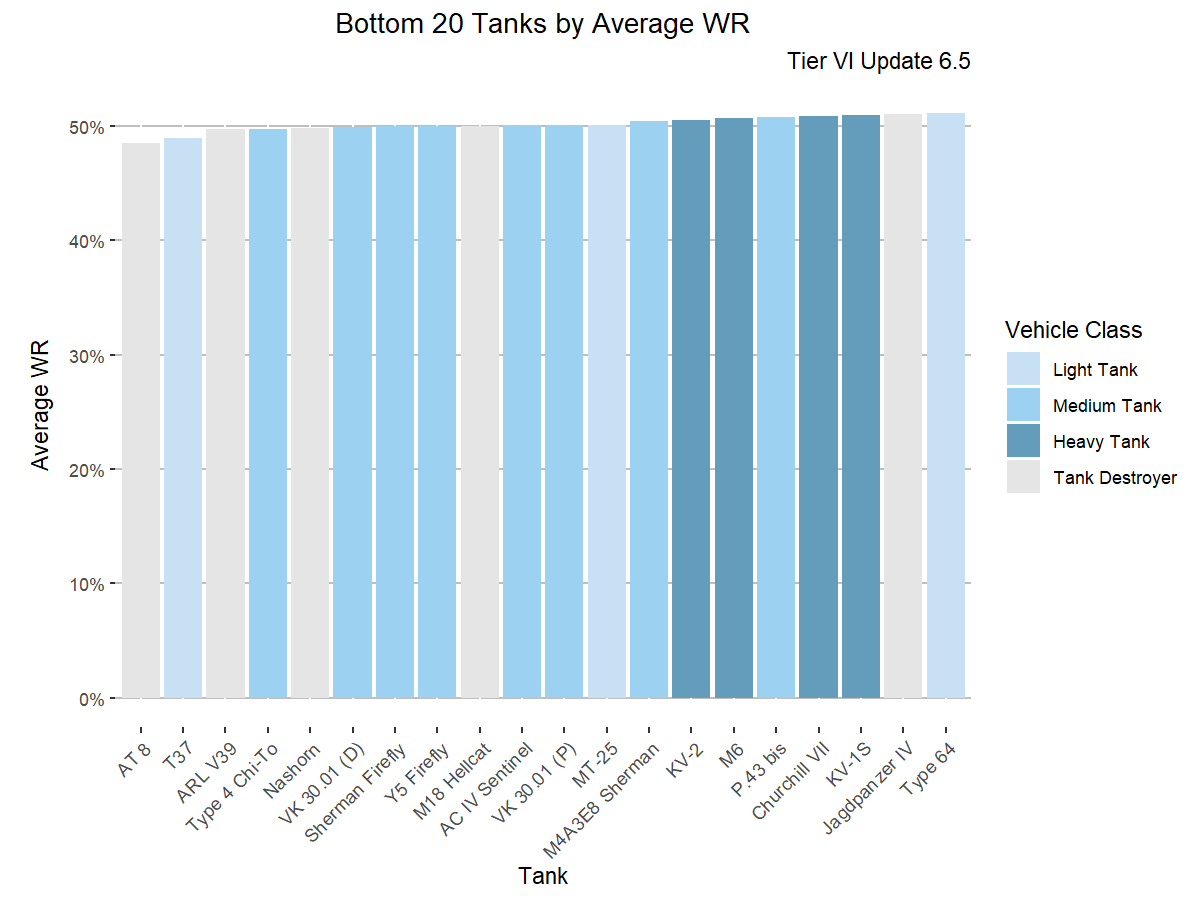 Bottom 20 Tanks by Average WR
Tier VI Update 6.5
Average WR
50%
40%
30%
20%
10%
0%
AT 8
T37
ARL V39
Type 4 Chi-To
Nashorn
VK 30.01 (D)
Sherman Firefly
Y5 Firefly
M18 Hellcat
AC IV Sentinel
VK 30.01 (P)
MT-25
M4A3E8 Sherman
KV-2
M6
P.43 bis
Churchill VII
KV-1S
Jagdpanzer IV
Type 64
Tank
Vehicle Class
Light Tank
Medium Tank
Heavy Tank
Tank Destroyer